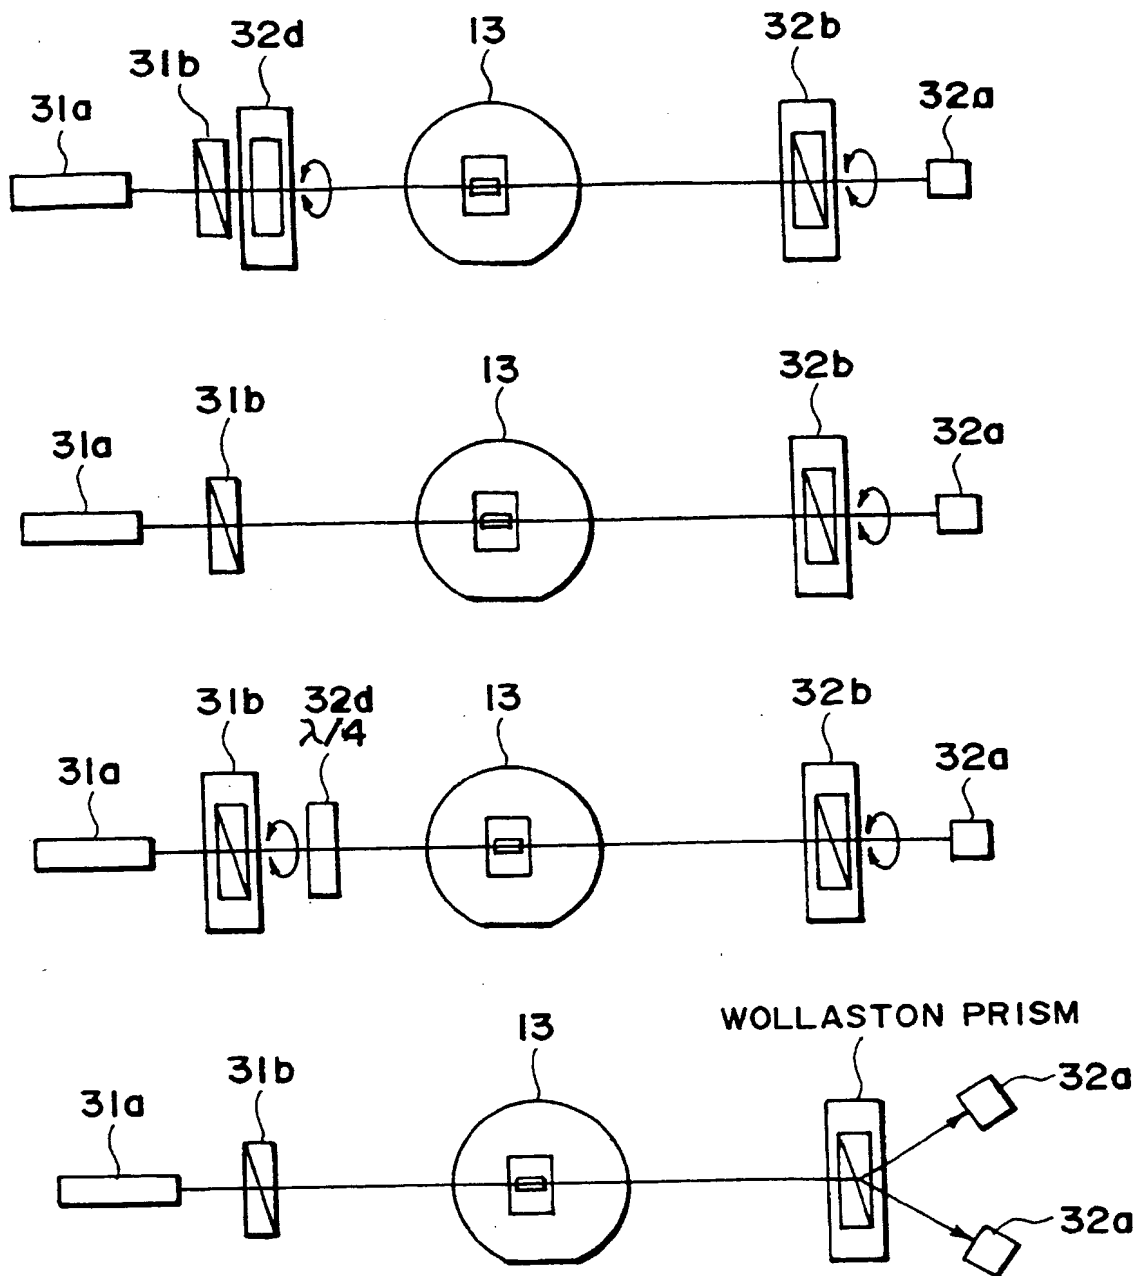 32d 13 32b
31b
31a 32a
13 32b
31b
31a 32a
31b 32d 13 32b
λ/4
31a 32a
WOLLASTON PRISM
13
31b 32a
31a
32a